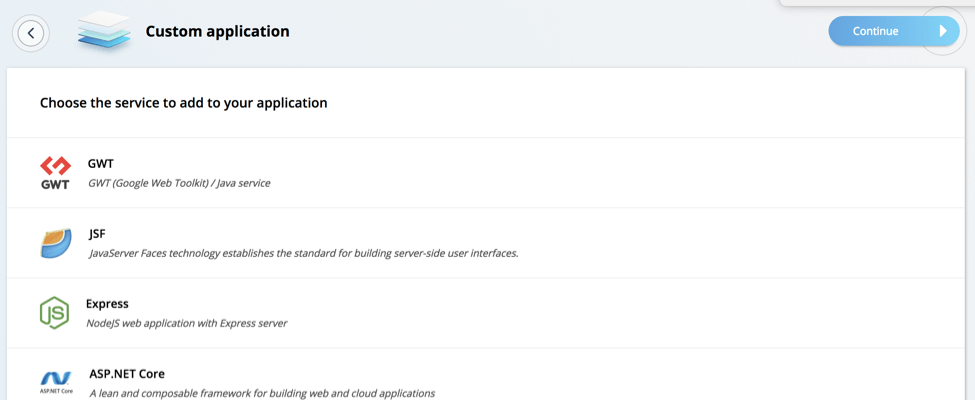 Custom application
Continue
Choose the service to add to your application
GWT
GWT
GWT (Google Web Toolkit) / Java service
JSF
JavaServer Faces technology establishes the standard for building server-side user interfaces.
JS
Express
NodeJS web application with Express server
ASP.NET Core
ASP.NET Core
A lean and composable framework for building web and cloud applications